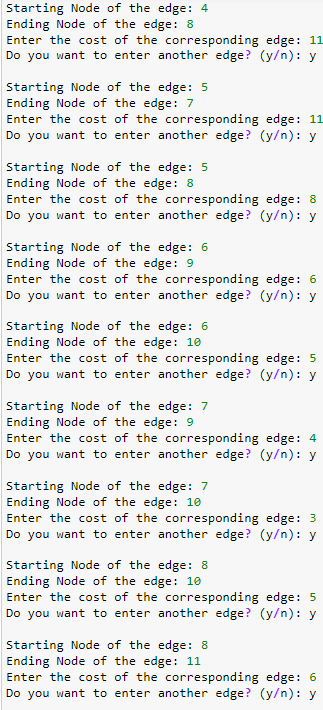 Starting Node of the edge: 4
Ending Node of the edge: 8
Enter the cost of the corresponding edge: 11
Do you want to enter another edge? (y/n): y
Starting Node of the edge: 5
Ending Node of the edge: 7
Enter the cost of the corresponding edge: 11
Do you want to enter another edge? (y/n): y
Starting Node of the edge: 5
Ending Node of the edge: 8
Enter the cost of the corresponding edge: 8
Do you want to enter another edge? (y/n): y
Starting Node of the edge: 6
Ending Node of the edge: 9
Enter the cost of the corresponding edge: 6
Do you want to enter another edge? (y/n): y
Starting Node of the edge: 6
Ending Node of the edge: 10
Enter the cost of the corresponding edge: 5
Do you want to enter another edge? (y/n): y
Starting Node of the edge: 7
Ending Node of the edge: 9
Enter the cost of the corresponding edge: 4
Do you want to enter another edge? (y/n): y
Starting Node of the edge: 7
Ending Node of the edge: 10
Enter the cost of the corresponding edge: 3
Do you want to enter another edge? (y/n): y
Starting Node of the edge: 8
Ending Node of the edge: 10
Enter the cost of the corresponding edge: 5
Do you want to enter another edge? (y/n): y
Starting Node of the edge: 8
Ending Node of the edge: 11
Enter the cost of the corresponding edge: 6
Do you want to enter another edge? (y/n): y